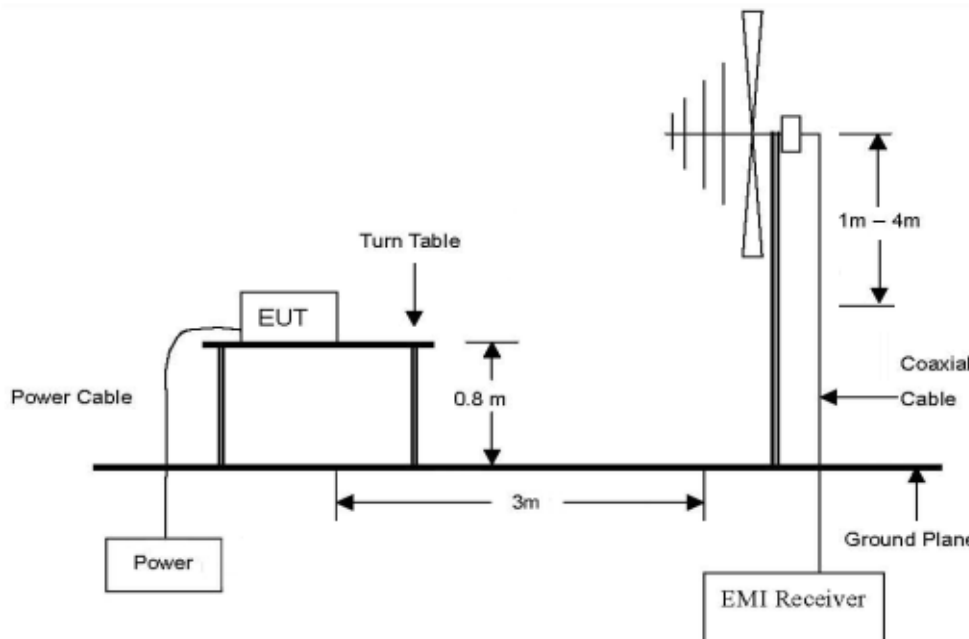 1m – 4m
Turn Table
EUT
Coaxial
Cable
Power Cable
0.8 m
3m
Ground Plane
Power
EMI Receiver